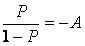 P/(1-P) = -A